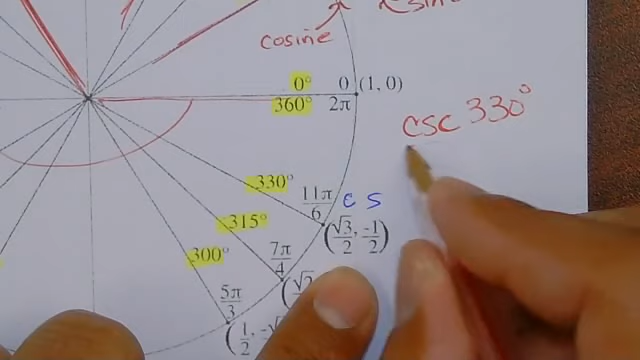 cosine
0° 0 (1, 0)
360° 2π
csc 330°
330° 11π/6 c s
(√3/2, -1/2)
315° 7π/4
300° 5π/3